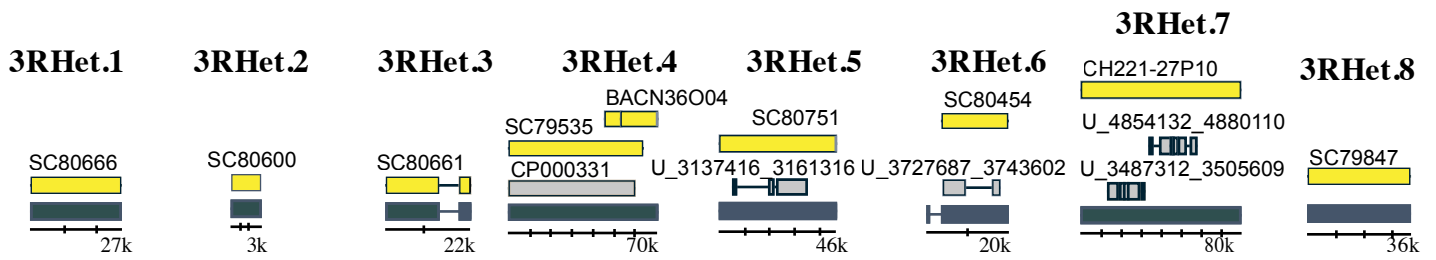 3RHet.7
3RHet.1 3RHet.2 3RHet.3 3RHet.4 3RHet.5 3RHet.6 3RHet.8
CH221-27P10
BACN36O04
SC80751 SC80454
SC79535 U_4854132_4880110
SC80666 SC80600 SC80661 CP000331 U_3137416_3161316 U_3727687_3743602 U_3487312_3505609 SC79847
27k 3k 22k 70k 46k 20k 80k 36k